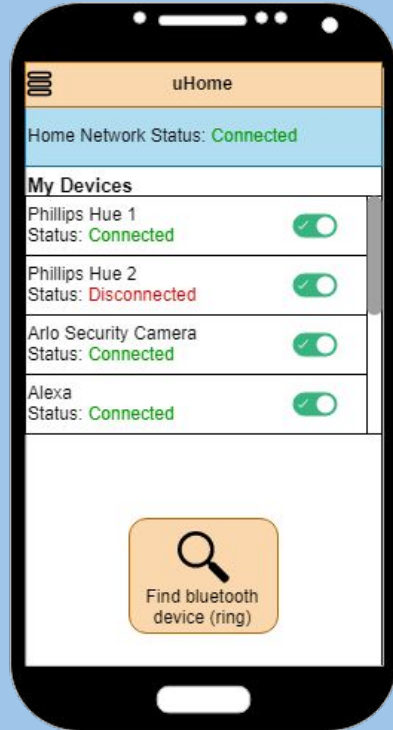 uHome
Home Network Status: Connected
My Devices
Phillips Hue 1
Status: Connected
Phillips Hue 2
Status: Disconnected
Arlo Security Camera
Status: Connected
Alexa
Status: Connected
Find bluetooth
device (ring)